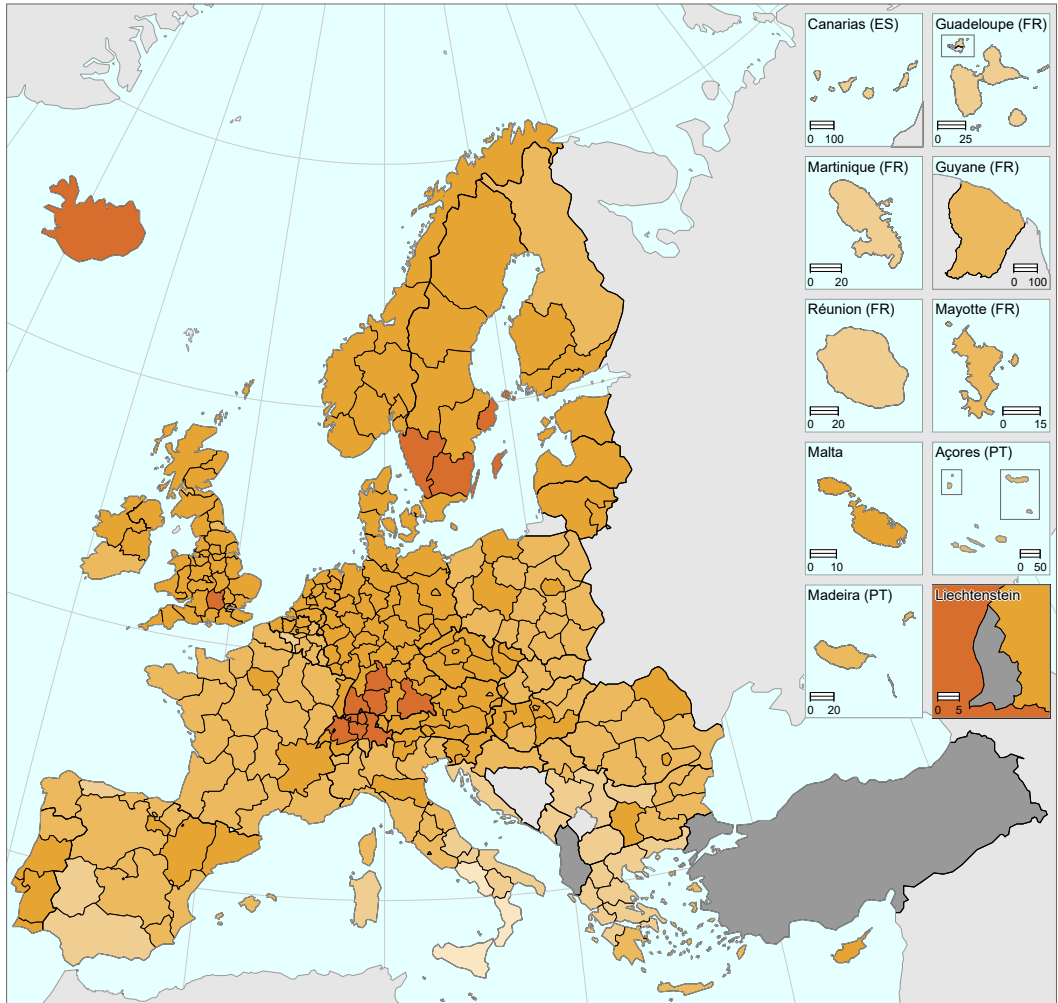 Canarias (ES)
0 100
Guadeloupe (FR)
0 25
Martinique (FR)
0 20
Guyane (FR)
0 100
Réunion (FR)
0 20
Mayotte (FR)
0 15
Malta
0 10
Açores (PT)
0 50
Madeira (PT)
0 20
Liechtenstein
0 5